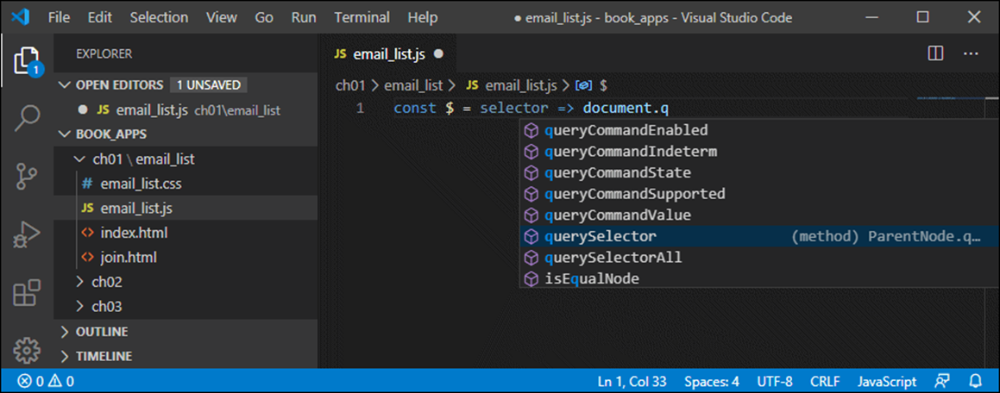 File Edit Selection View Go Run Terminal Help ● email_list.js - book_apps - Visual Studio Code
EXPLORER
OPEN EDITORS 1 UNSAVED
JS email_list.js ch01\email_list
BOOK_APPS
ch01 \ email_list
# email_list.css
JS email_list.js
<> index.html
<> join.html
ch02
ch03
OUTLINE
TIMELINE
1
JS email_list.js ●
ch01 > email_list > JS email_list.js > $
1 const $ = selector => document.q
queryCommandEnabled
queryCommandIndeterm
queryCommandState
queryCommandSupported
queryCommandValue
querySelector (method) ParentNode.q…
querySelectorAll
isEqualNode
0 0 Ln 1, Col 33 Spaces: 4 UTF-8 CRLF JavaScript